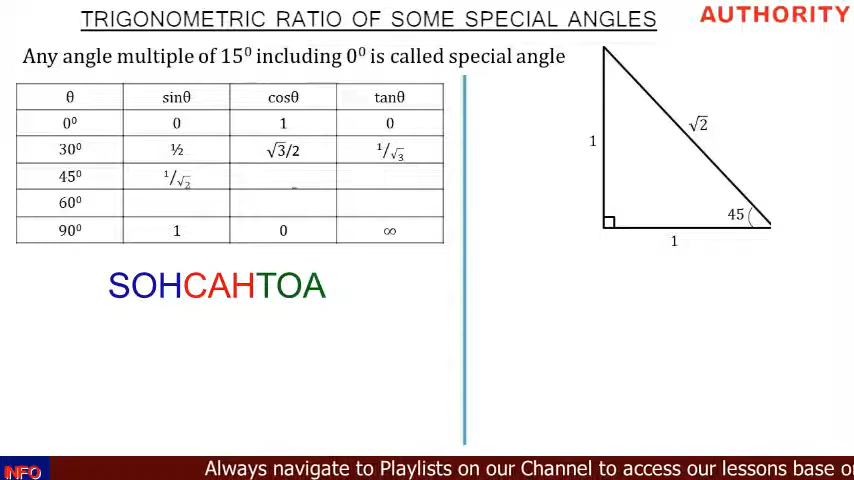 TRIGONOMETRIC RATIO OF SOME SPECIAL ANGLES
AUTHORITY
Any angle multiple of 15⁰ including 0⁰ is called special angle
θ sinθ cosθ tanθ
0⁰ 0 1 0
30⁰ ½ √3/2 1/√3
45⁰ 1/√2
60⁰
90⁰ 1 0 ∞
SOHCAHTOA
1
√2
45
1
INFO
Always navigate to Playlists on our Channel to access our lessons base o